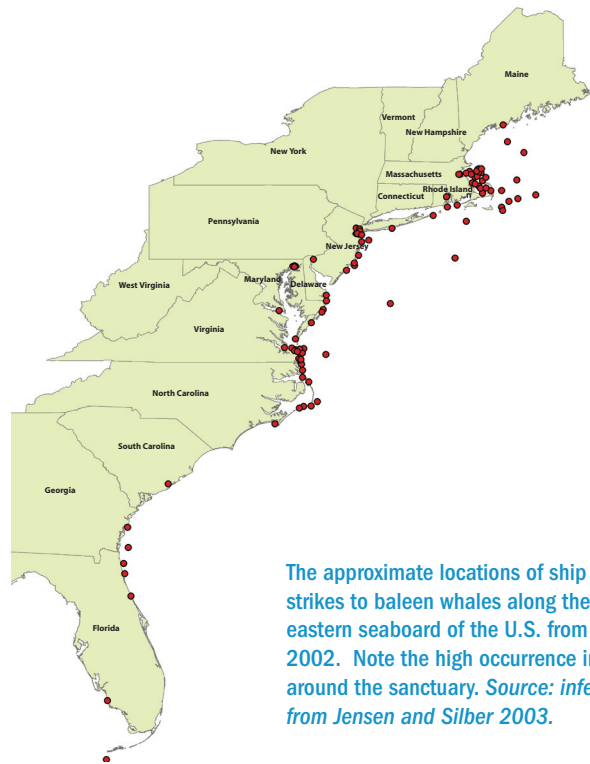 Maine
Vermont
New Hampshire
New York
Massachusetts
Rhode Island
Connecticut
Pennsylvania
New Jersey
Maryland
Delaware
West Virginia
Virginia
North Carolina
South Carolina
Georgia
Florida
The approximate locations of ship
strikes to baleen whales along the
eastern seaboard of the U.S. from
2002. Note the high occurrence in
around the sanctuary. Source:
from Jensen and Silber 2003.